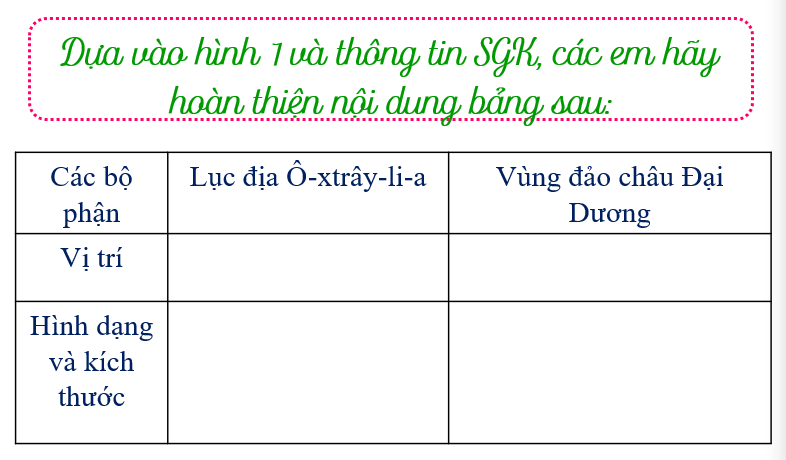 Dựa vào hình 1 và thông tin SGK, các em hãy
hoàn thiện nội dung bảng sau:
Các bộ
phận
Lục địa Ô-xtrây-li-a
Vùng đảo châu Đại
Dương
Vị trí
Hình dạng
và kích
thước